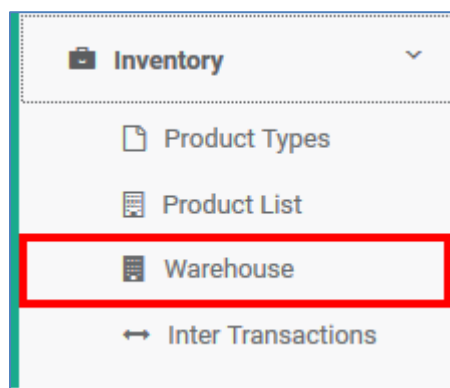 Inventory
Product Types
Product List
Warehouse
Inter Transactions